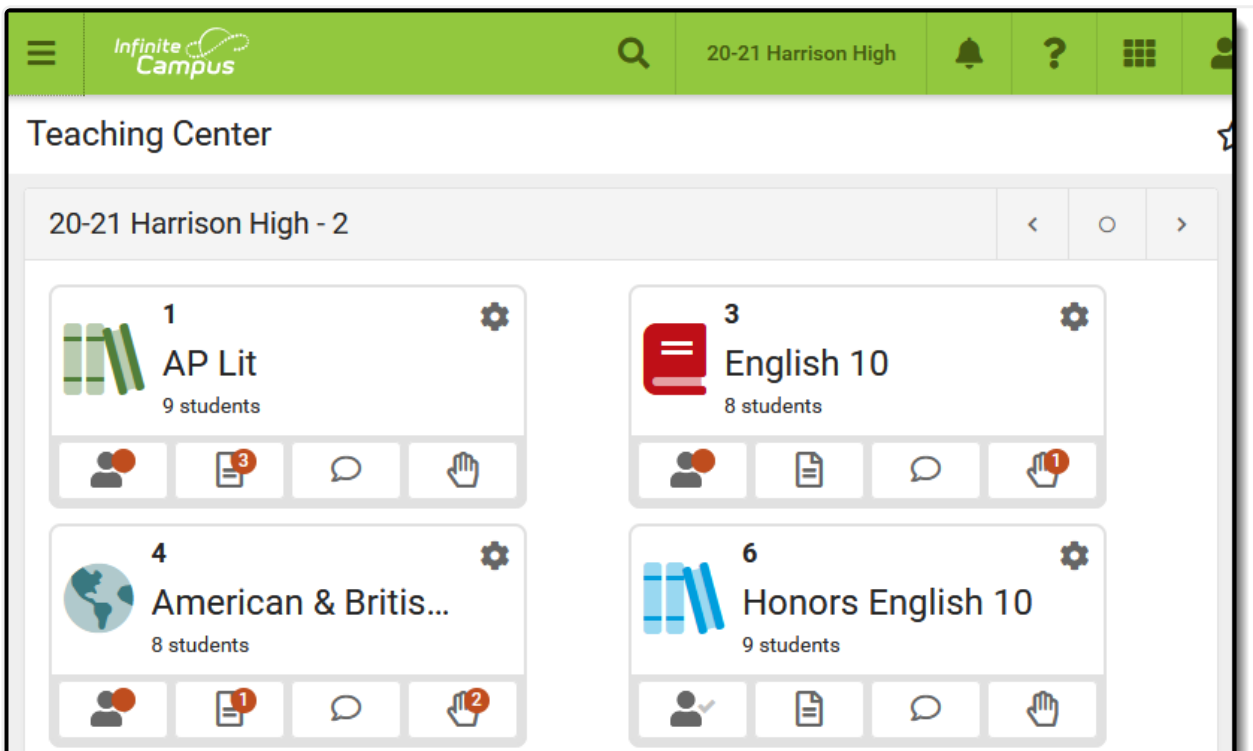 Infinite
Campus
20-21 Harrison High
?
Teaching Center
20-21 Harrison High - 2
1
AP Lit
9 students
3
3
English 10
8 students
1
4
American & Britis...
8 students
1
2
6
Honors English 10
9 students